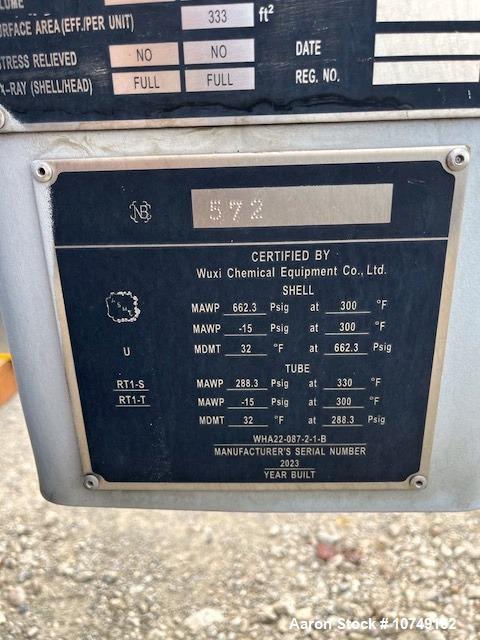 SURFACE AREA (EFF./PER UNIT) 333 ft²
STRESS RELIEVED NO NO DATE
X-RAY (SHELL/HEAD) FULL FULL REG. NO.
NB 572
CERTIFIED BY
Wuxi Chemical Equipment Co., Ltd.
SHELL
MAWP 662.3 Psig at 300 °F
MAWP -15 Psig at 300 °F
U MDMT 32 °F at 662.3 Psig
TUBE
RT1-S MAWP 288.3 Psig at 330 °F
RT1-T MAWP -15 Psig at 300 °F
MDMT 32 °F at 288.3 Psig
WHA22-087-2-1-B
MANUFACTURER'S SERIAL NUMBER
2023
YEAR BUILT
Aaron Stock # 10749162